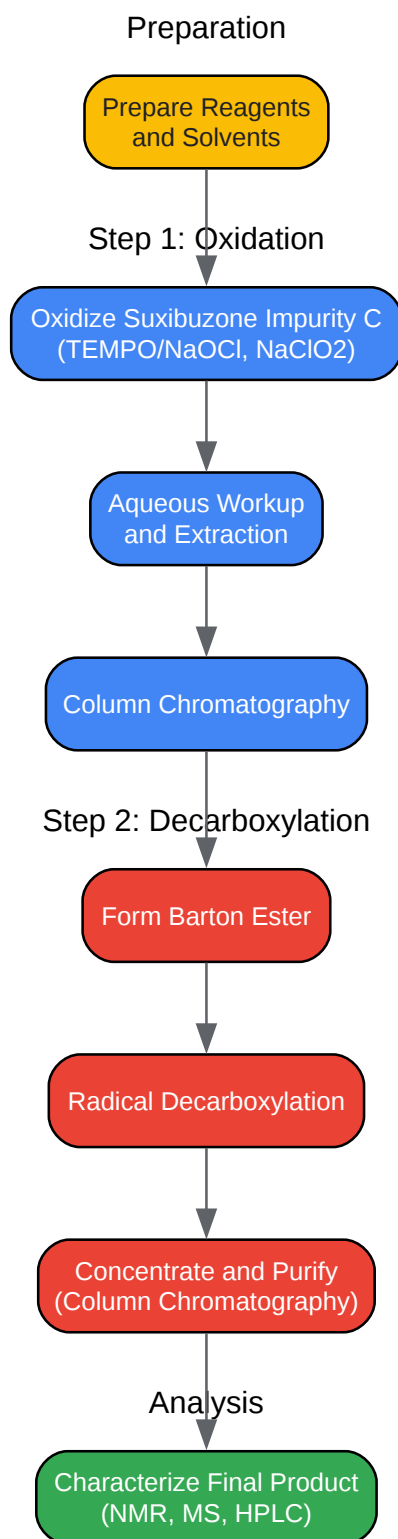 Preparation
Prepare Reagents
and Solvents
Step 1: Oxidation
Oxidize Suxibuzone Impurity C
(TEMPO/NaOCl, NaClO2)
Aqueous Workup
and Extraction
Column Chromatography
Step 2: Decarboxylation
Form Barton Ester
Radical Decarboxylation
Concentrate and Purify
(Column Chromatography)
Analysis
Characterize Final Product
(NMR, MS, HPLC)